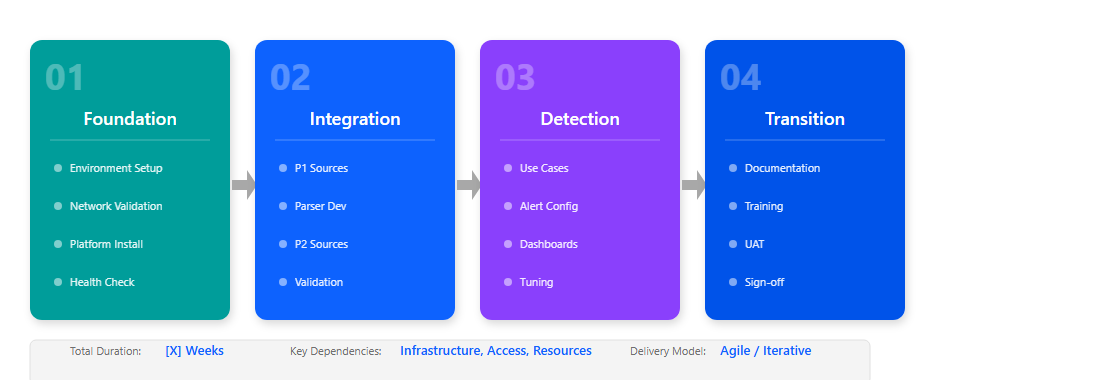 01
Foundation
Environment Setup
Network Validation
Platform Install
Health Check
02
Integration
P1 Sources
Parser Dev
P2 Sources
Validation
03
Detection
Use Cases
Alert Config
Dashboards
Tuning
04
Transition
Documentation
Training
UAT
Sign-off
Total Duration: [X] Weeks Key Dependencies: Infrastructure, Access, Resources Delivery Model: Agile / Iterative